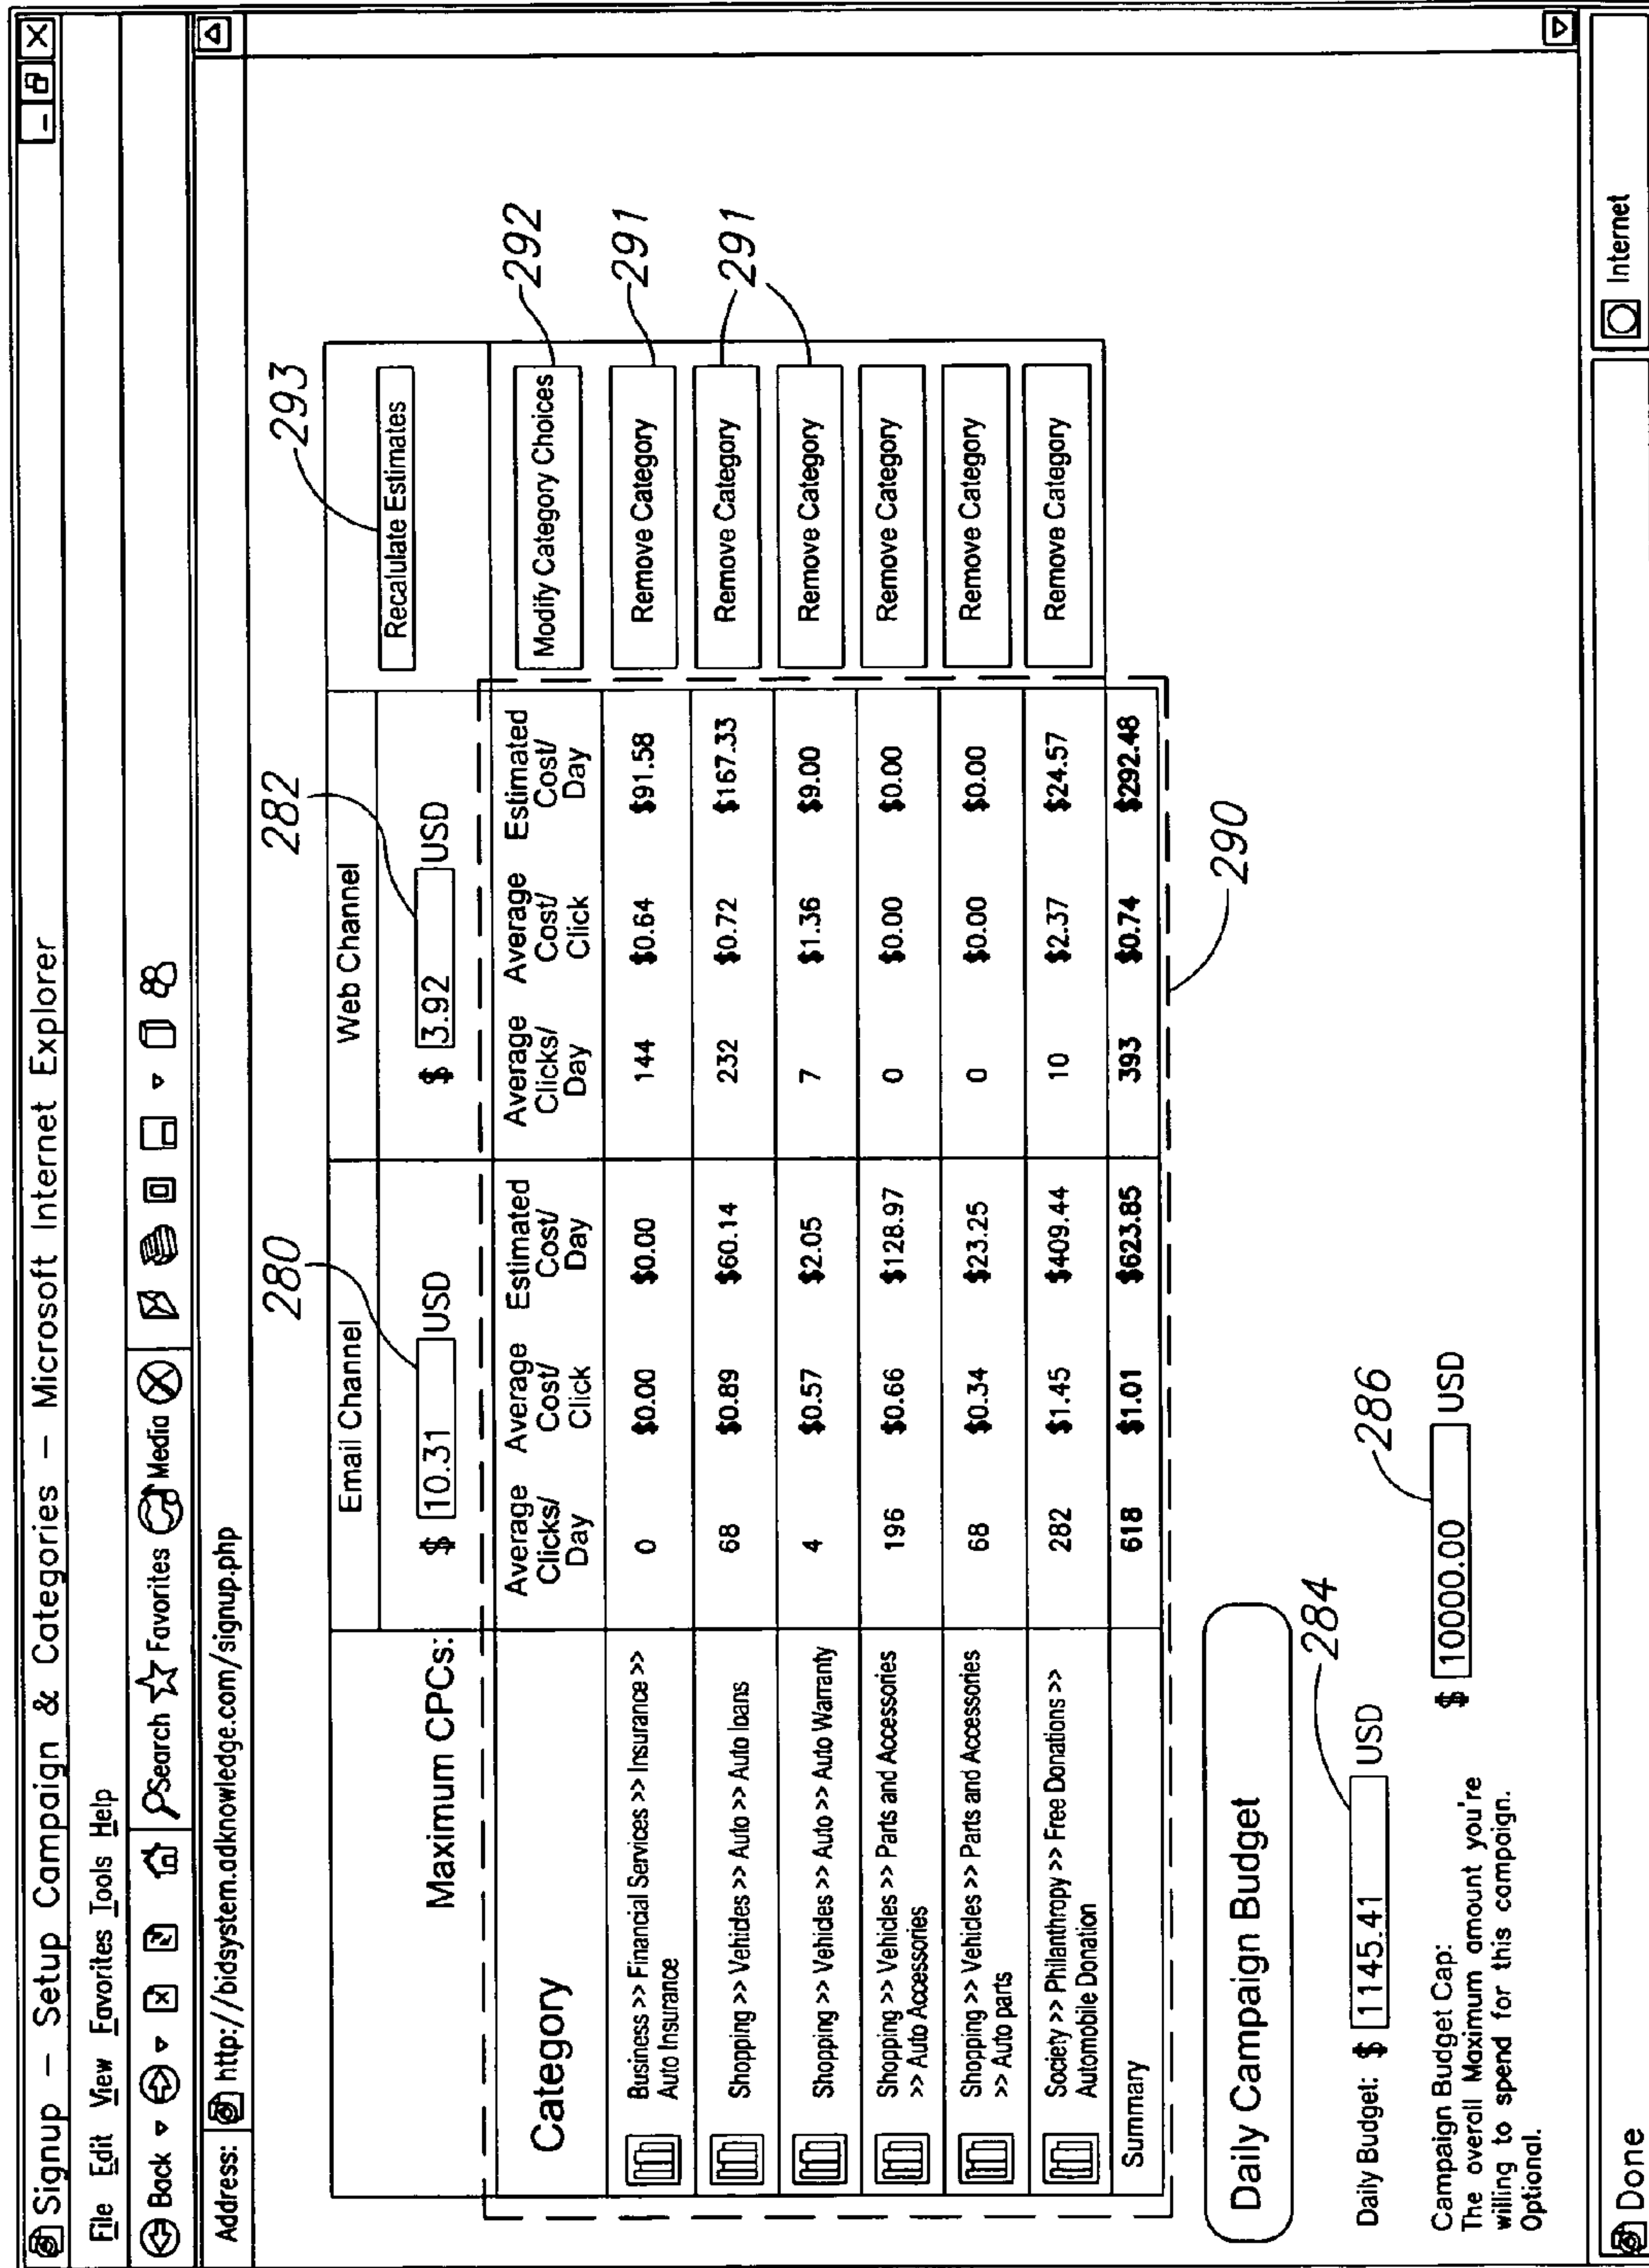 Signup – Setup Campaign & Categories – Microsoft Internet Explorer
File Edit View Favorites Tools Help
Back Search Favorites Media
Address: http://bidsystem.adknowledge.com/signup.php
280 282 293
Email Channel Web Channel
Maximum CPCs: $ 10.31 USD $ 3.92 USD Recalulate Estimates
Category Average Clicks/ Day Average Cost/ Click Estimated Cost/ Day Average Clicks/ Day Average Cost/ Click Estimated Cost/ Day Modify Category Choices 292
Business >> Financial Services >> Insurance >>
Auto Insurance 0 $0.00 $0.00 144 $0.64 $91.58 Remove Category 291
Shopping >> Vehicles >> Auto >> Auto loans 68 $0.89 $60.14 232 $0.72 $167.33 Remove Category 291
Shopping >> Vehicles >> Auto >> Auto Warranty 4 $0.57 $2.05 7 $1.36 $9.00 Remove Category
Shopping >> Vehicles >> Parts and Accessories
>> Auto Accessories 196 $0.66 $128.97 0 $0.00 $0.00 Remove Category
Shopping >> Vehicles >> Parts and Accessories
>> Auto parts 68 $0.34 $23.25 0 $0.00 $0.00 Remove Category
Society >> Philanthropy >> Free Donations >>
Automobile Donation 282 $1.45 $409.44 10 $2.37 $24.57 Remove Category
Summary 618 $1.01 $623.85 393 $0.74 $292.48
290
Daily Campaign Budget
284
Daily Budget: $ 1145.41 USD
286
Campaign Budget Cap:
The overall Maximum amount you're
willing to spend for this campaign.
Optional.
$ 10000.00 USD
Done Internet